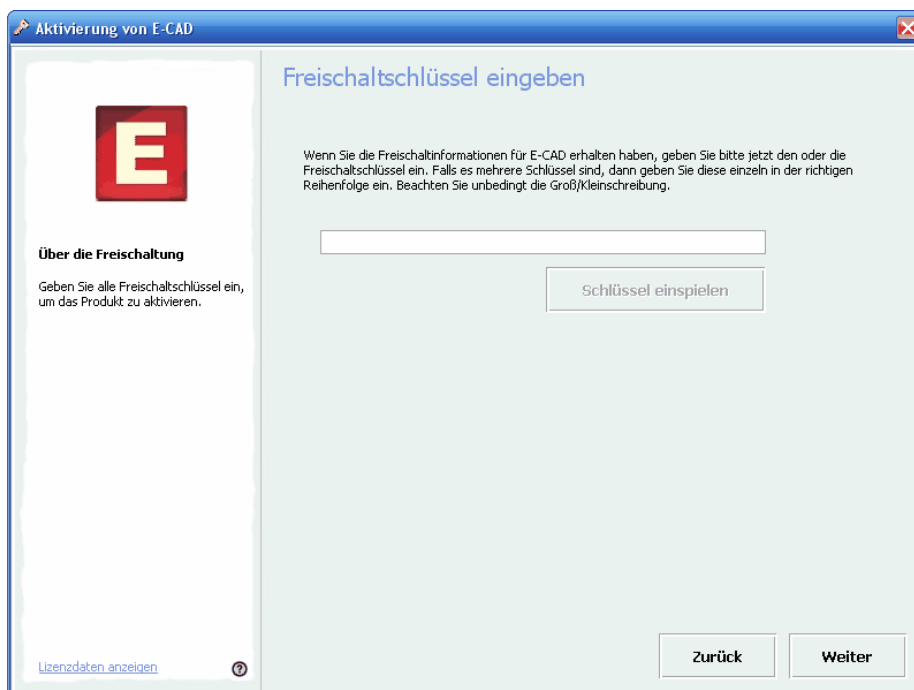 Aktivierung von E-CAD
E
Über die Freischaltung
Geben Sie alle Freischaltschlüssel ein,
um das Produkt zu aktivieren.
Lizenzdaten anzeigen
?
Freischaltschlüssel eingeben
Wenn Sie die Freischaltinformationen für E-CAD erhalten haben, geben Sie bitte jetzt den oder die
Freischaltschlüssel ein. Falls es mehrere Schlüssel sind, dann geben Sie diese einzeln in der richtigen
Reihenfolge ein. Beachten Sie unbedingt die Groß/Kleinschreibung.
Schlüssel einspielen
Zurück
Weiter